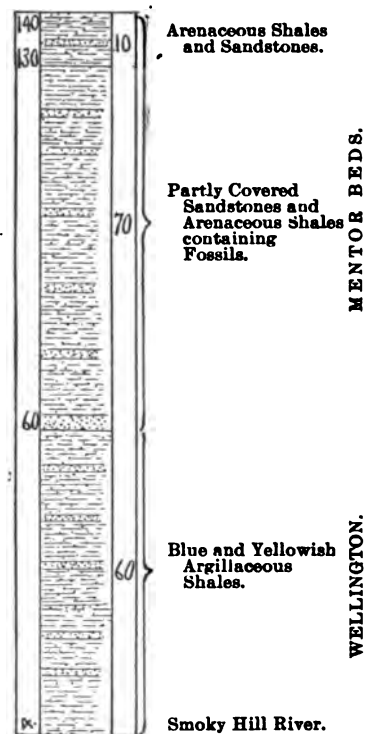 140
10
Arenaceous Shales
and Sandstones.
130
MENTOR BEDS.
Partly Covered
Sandstones and
Arenaceous Shales
containing
Fossils.
70
60
WELLINGTON.
Blue and Yellowish
Argillaceous
Shales.
60
Smoky Hill River.